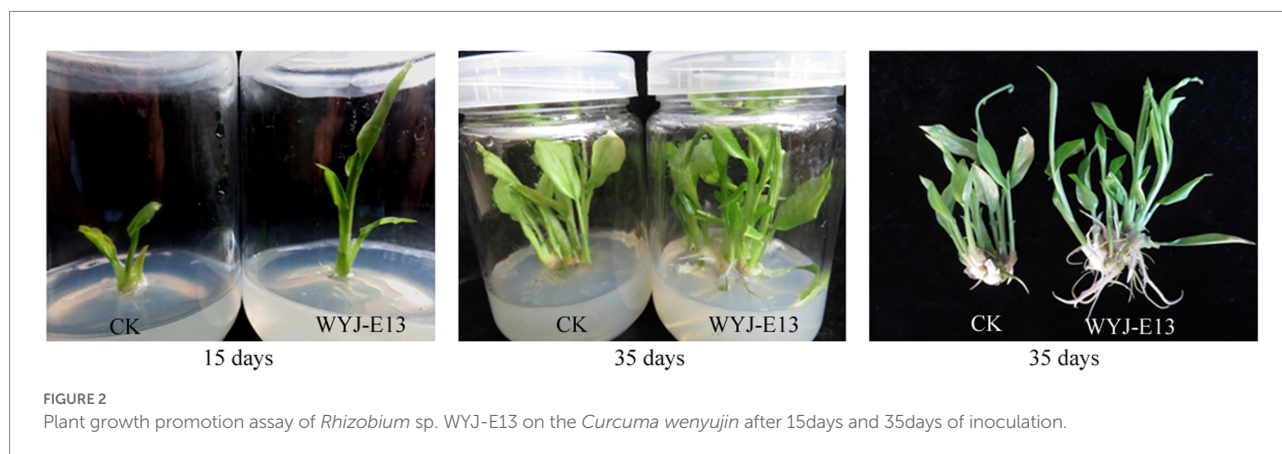 CK
WYJ-E13
15 days
CK
WYJ-E13
35 days
CK
WYJ-E13
35 days
FIGURE 2
Plant growth promotion assay of Rhizobium sp. WYJ-E13 on the Curcuma wenyujin after 15days and 35days of inoculation.